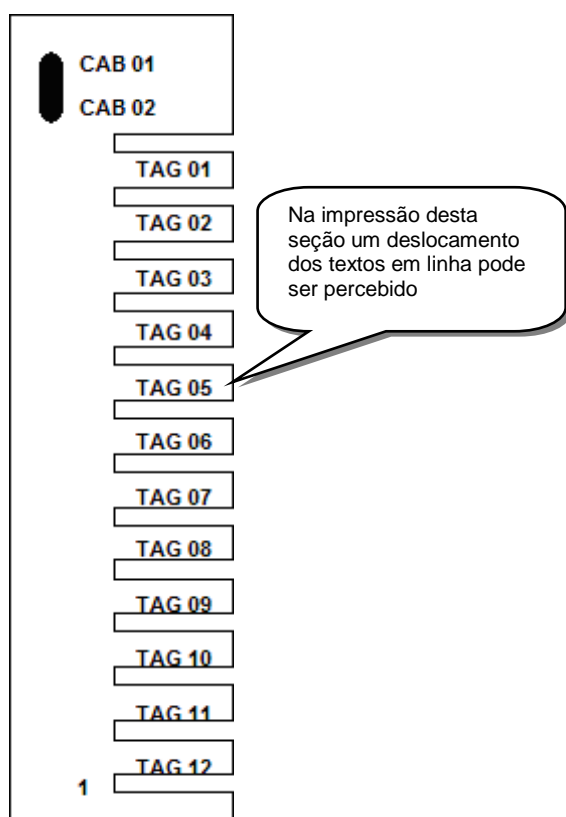 CAB 01
CAB 02
TAG 01
TAG 02
TAG 03
TAG 04
TAG 05
TAG 06
TAG 07
TAG 08
TAG 09
TAG 10
TAG 11
TAG 12
1
Na impressão desta
seção um deslocamento
dos textos em linha pode
ser percebido